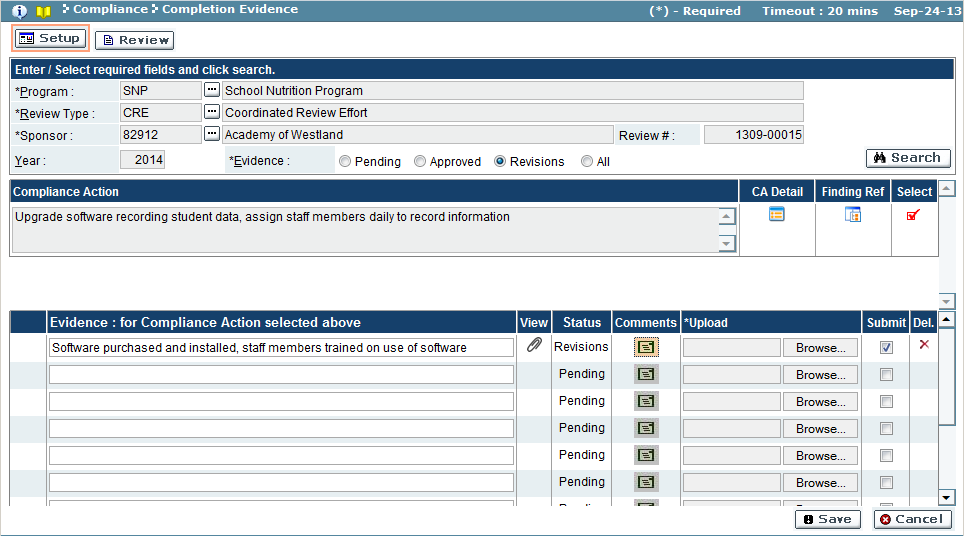 Compliance Completion Evidence (*) - Required Timeout : 20 mins Sep-24-13
Setup Review
Enter / Select required fields and click search.
*Program : SNP ... School Nutrition Program
*Review Type : CRE ... Coordinated Review Effort
*Sponsor : 82912 ... Academy of Westland Review # : 1309-00015
Year : 2014 *Evidence : Pending Approved Revisions All Search
Compliance Action CA Detail Finding Ref Select
Upgrade software recording student data, assign staff members daily to record information
Evidence : for Compliance Action selected above View Status Comments *Upload Submit Del.
Software purchased and installed, staff members trained on use of software Revisions Browse...
Pending Browse...
Pending Browse...
Pending Browse...
Pending Browse...
Pending Browse...
Save Cancel